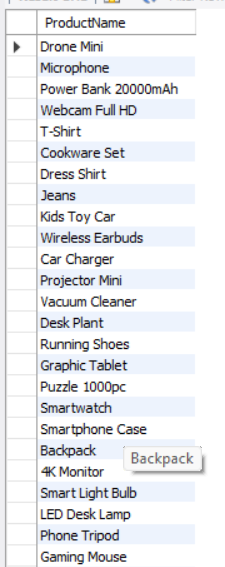 ProductName
Drone Mini
Microphone
Power Bank 20000mAh
Webcam Full HD
T-Shirt
Cookware Set
Dress Shirt
Jeans
Kids Toy Car
Wireless Earbuds
Car Charger
Projector Mini
Vacuum Cleaner
Desk Plant
Running Shoes
Graphic Tablet
Puzzle 1000pc
Smartwatch
Smartphone Case
Backpack
Backpack
4K Monitor
Smart Light Bulb
LED Desk Lamp
Phone Tripod
Gaming Mouse